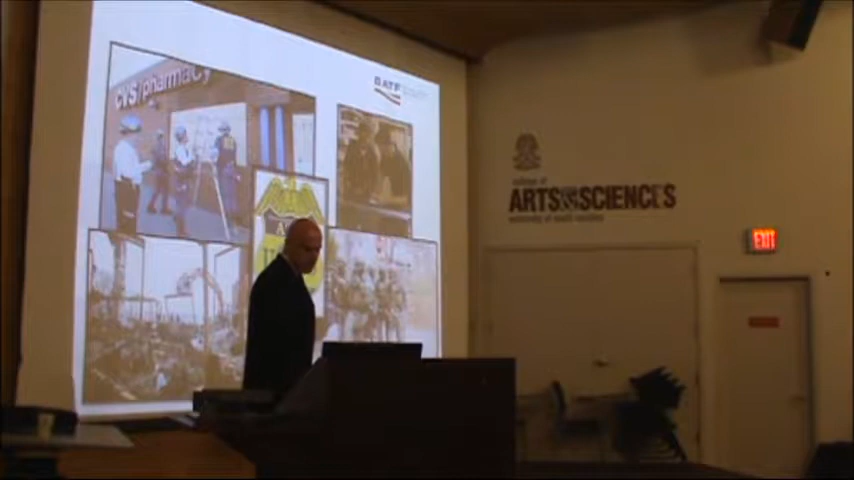 CVS/pharmacy
ATF
college of
ARTS&SCIENCES
university of south carolina
EXIT